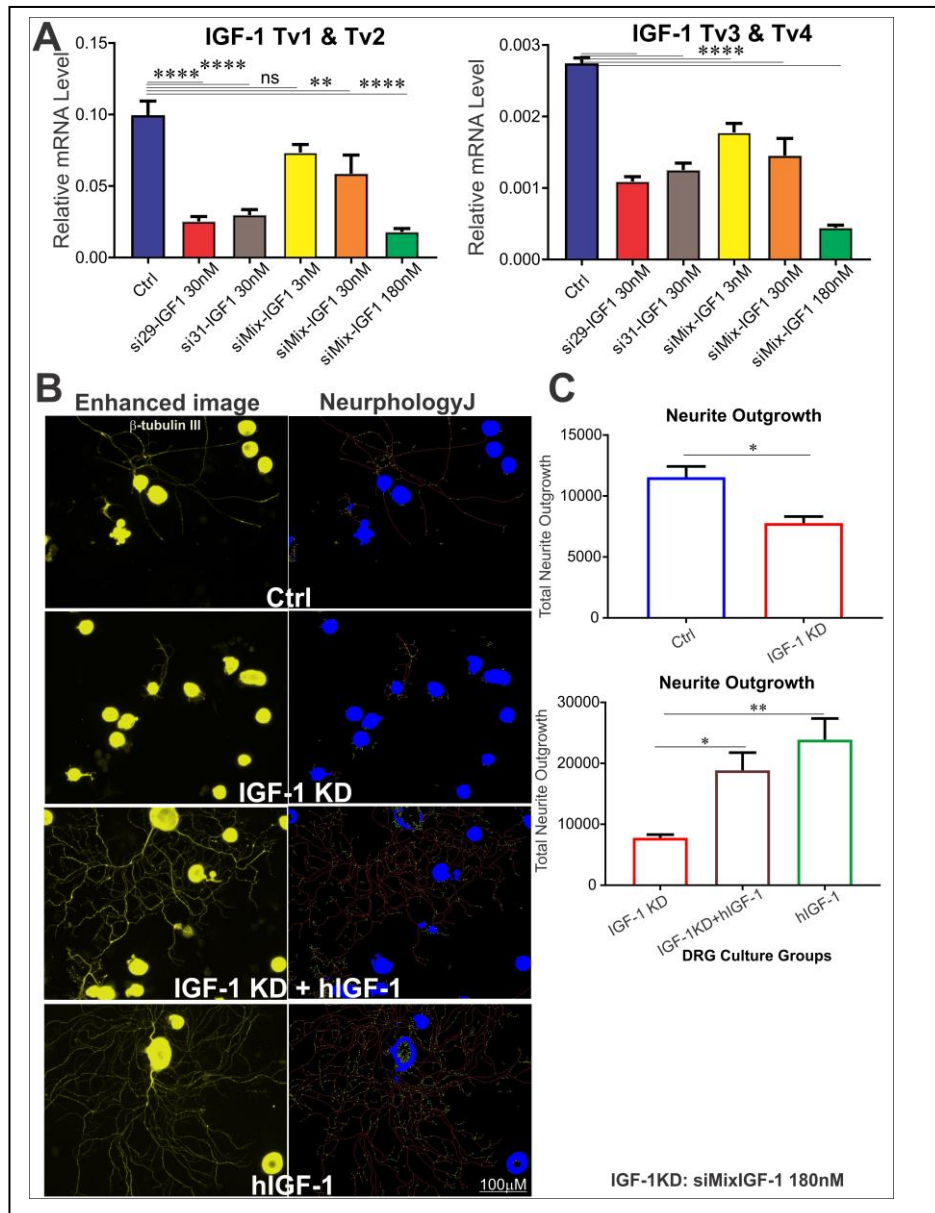 A
IGF-1 Tv1 & Tv2
Relative mRNA Level
0.15
0.10
0.05
0.00
****
****
ns
**
****
Ctrl
si29-IGF1 30nM
si31-IGF1 30nM
siMix-IGF1 3nM
siMix-IGF1 30nM
siMix-IGF1 180nM
IGF-1 Tv3 & Tv4
Relative mRNA Level
0.003
0.002
0.001
0.000
****
Ctrl
si29-IGF1 30nM
si31-IGF1 30nM
siMix-IGF1 3nM
siMix-IGF1 30nM
siMix-IGF1 180nM
B
Enhanced image
NeurphologyJ
β-tubulin III
Ctrl
IGF-1 KD
IGF-1 KD + hIGF-1
hIGF-1
100μM
C
Neurite Outgrowth
Total Neurite Outgrowth
15000
10000
5000
0
*
Ctrl
IGF-1 KD
Neurite Outgrowth
Total Neurite Outgrowth
30000
20000
10000
0
*
**
IGF-1 KD
IGF-1KD+hIGF-1
hIGF-1
DRG Culture Groups
IGF-1KD: siMixIGF-1 180nM